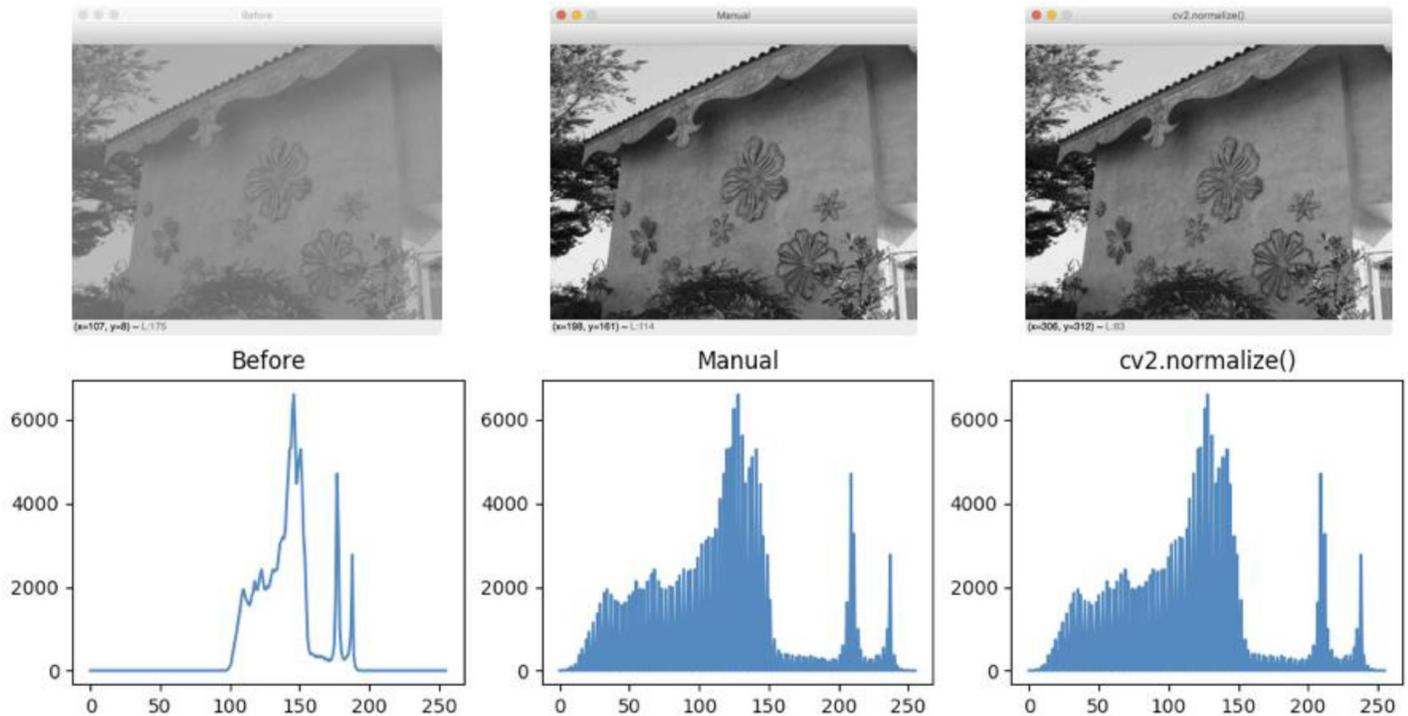 Before
Manual
cv2.normalize()
(x=107, y=8) ~ L:175
(x=198, y=161) ~ L:114
(x=306, y=312) ~ L:83
Before
Manual
cv2.normalize()
6000
4000
2000
0
0 50 100 150 200 250
6000
4000
2000
0
0 50 100 150 200 250
6000
4000
2000
0
0 50 100 150 200 250